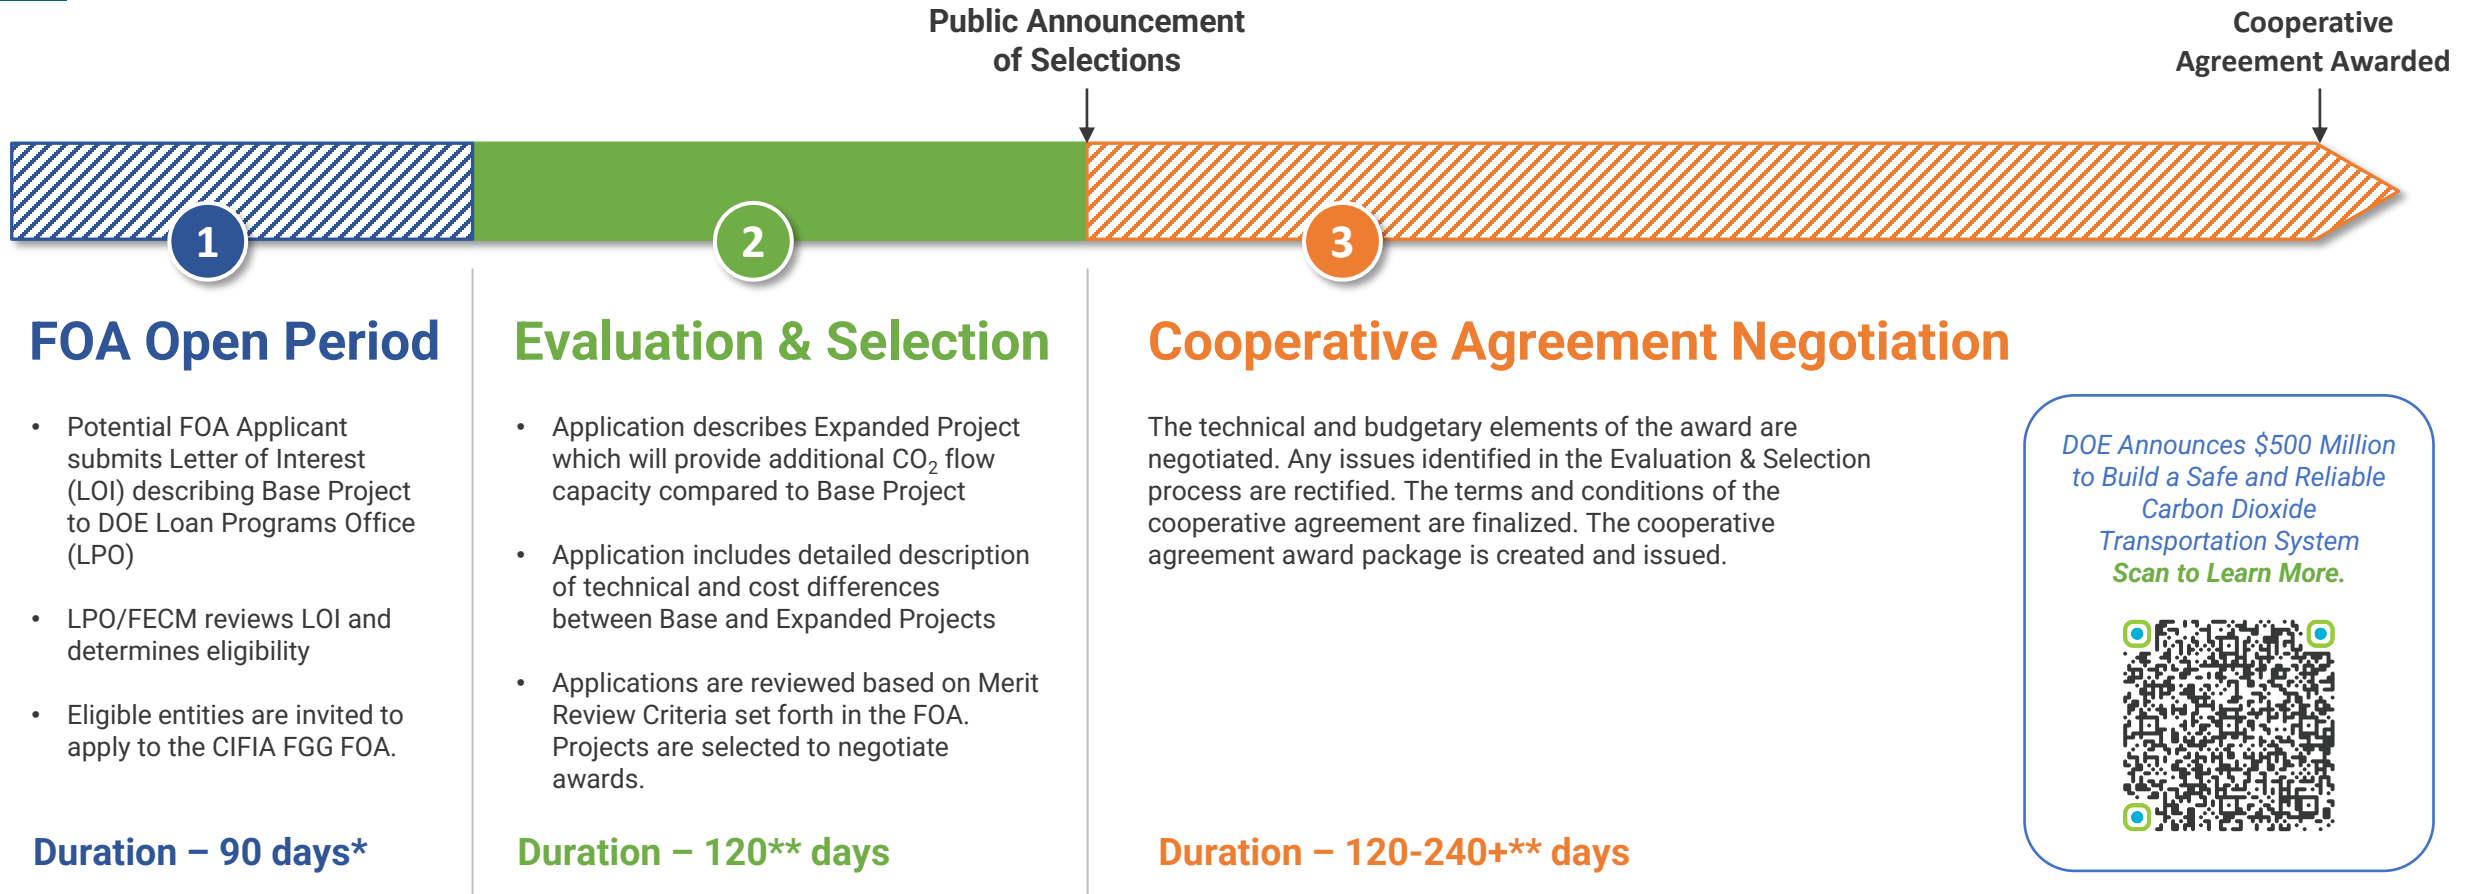 Public Announcement
of Selections
Cooperative
Agreement Awarded
1
2
3
FOA Open Period
• Potential FOA Applicant
submits Letter of Interest
(LOI) describing Base Project
to DOE Loan Programs Office
(LPO)
• LPO/FECM reviews LOI and
determines eligibility
• Eligible entities are invited to
apply to the CIFIA FGG FOA.
Duration – 90 days*
Evaluation & Selection
• Application describes Expanded Project
which will provide additional CO₂ flow
capacity compared to Base Project
• Application includes detailed description
of technical and cost differences
between Base and Expanded Projects
• Applications are reviewed based on Merit
Review Criteria set forth in the FOA.
Projects are selected to negotiate
awards.
Duration – 120** days
Cooperative Agreement Negotiation
The technical and budgetary elements of the award are
negotiated. Any issues identified in the Evaluation & Selection
process are rectified. The terms and conditions of the
cooperative agreement are finalized. The cooperative
agreement award package is created and issued.
Duration – 120-240+** days
DOE Announces $500 Million
to Build a Safe and Reliable
Carbon Dioxide
Transportation System
Scan to Learn More.